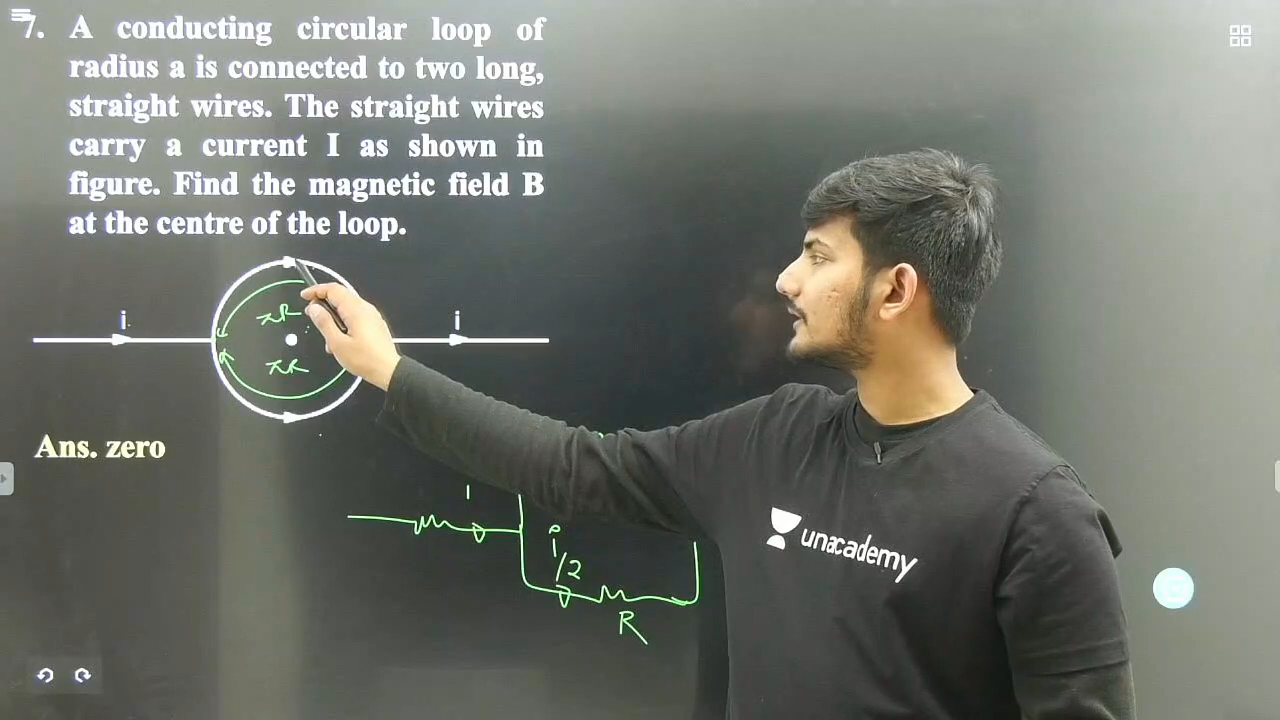 7. A conducting circular loop of
radius a is connected to two long,
straight wires. The straight wires
carry a current I as shown in
figure. Find the magnetic field B
at the centre of the loop.
i
i
πR
πR
Ans. zero
i
i/2
R
unacademy